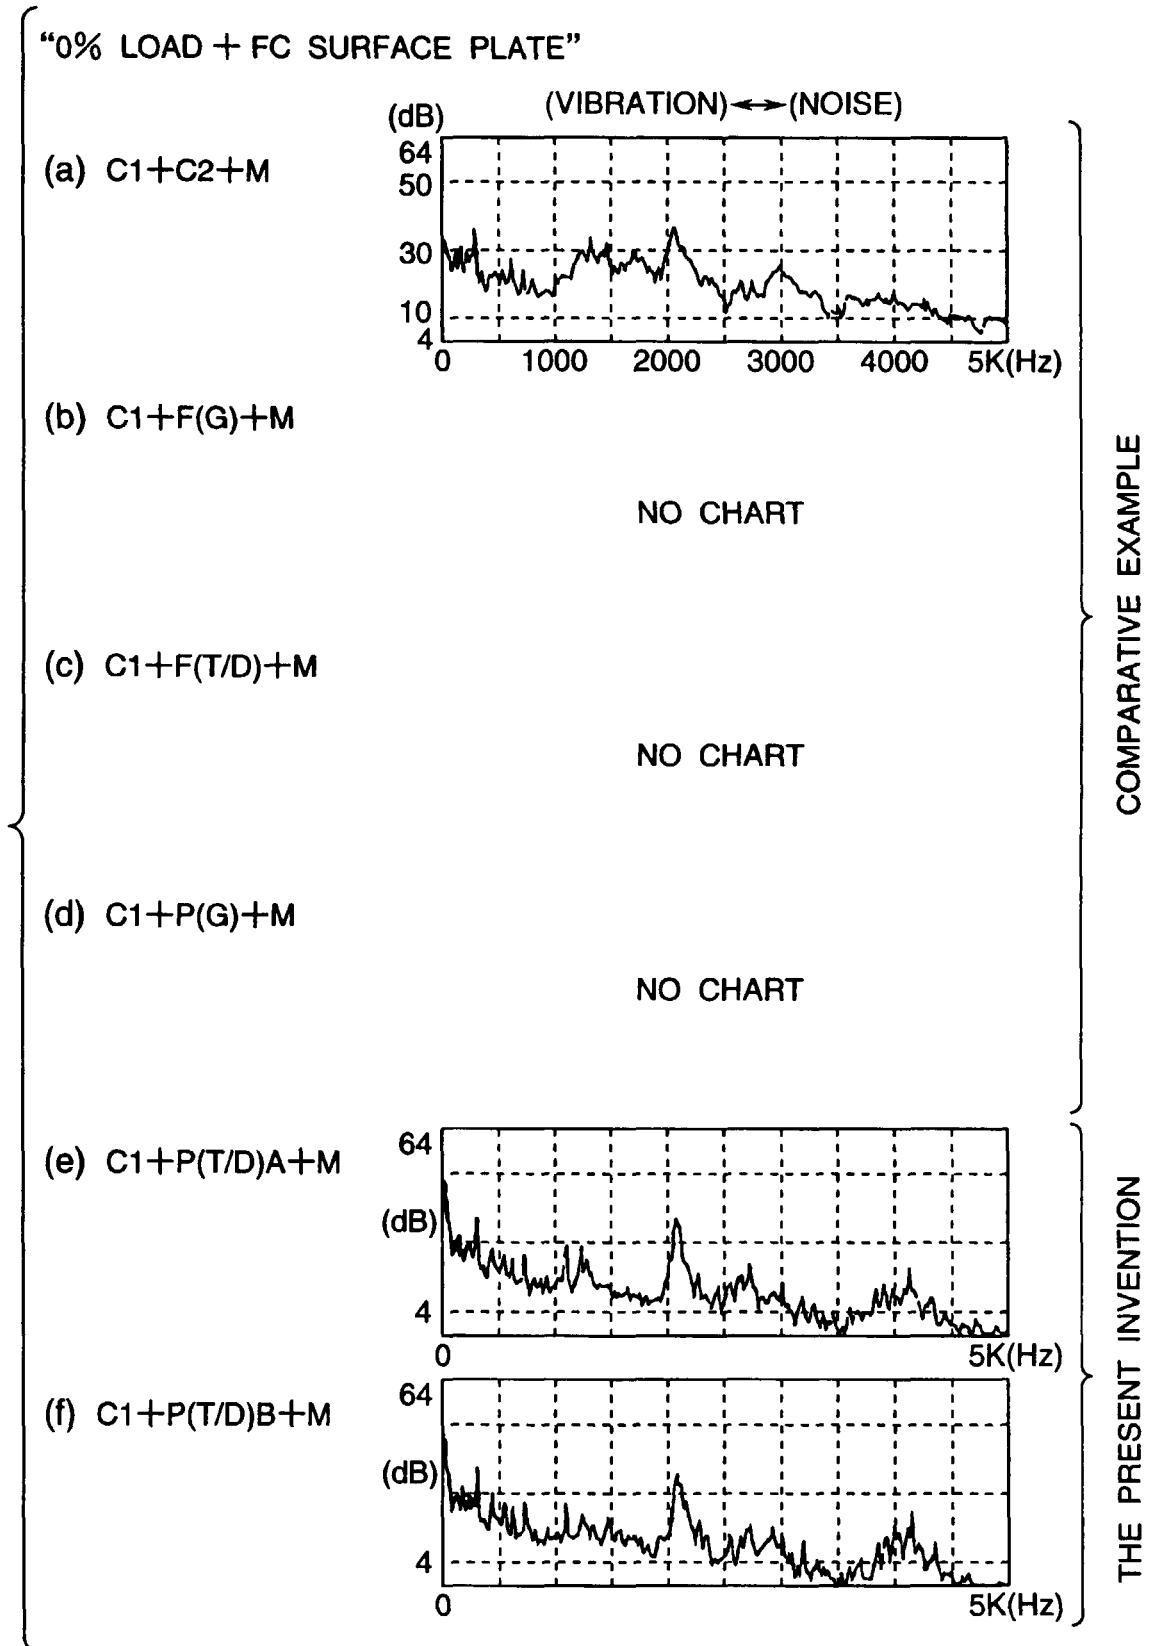 “0% LOAD + FC SURFACE PLATE”
(dB) (VIBRATION)↔(NOISE)
(a) C1+C2+M
64
50
30
10
4
0 1000 2000 3000 4000 5K(Hz)
(b) C1+F(G)+M
NO CHART
(c) C1+F(T/D)+M
NO CHART
(d) C1+P(G)+M
NO CHART
COMPARATIVE EXAMPLE
(e) C1+P(T/D)A+M
64
(dB)
4
0 5K(Hz)
(f) C1+P(T/D)B+M
64
(dB)
4
0 5K(Hz)
THE PRESENT INVENTION